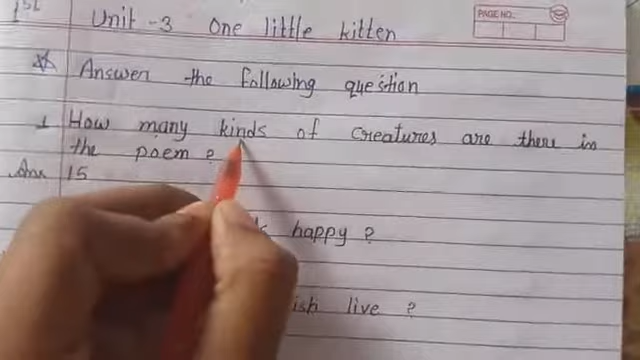 1st
PAGE NO.
Unit -3 One little kitten
Answer the following question
1 How many kinds of creatures are there in
the poem ?
Ans 15
happy ?
live ?